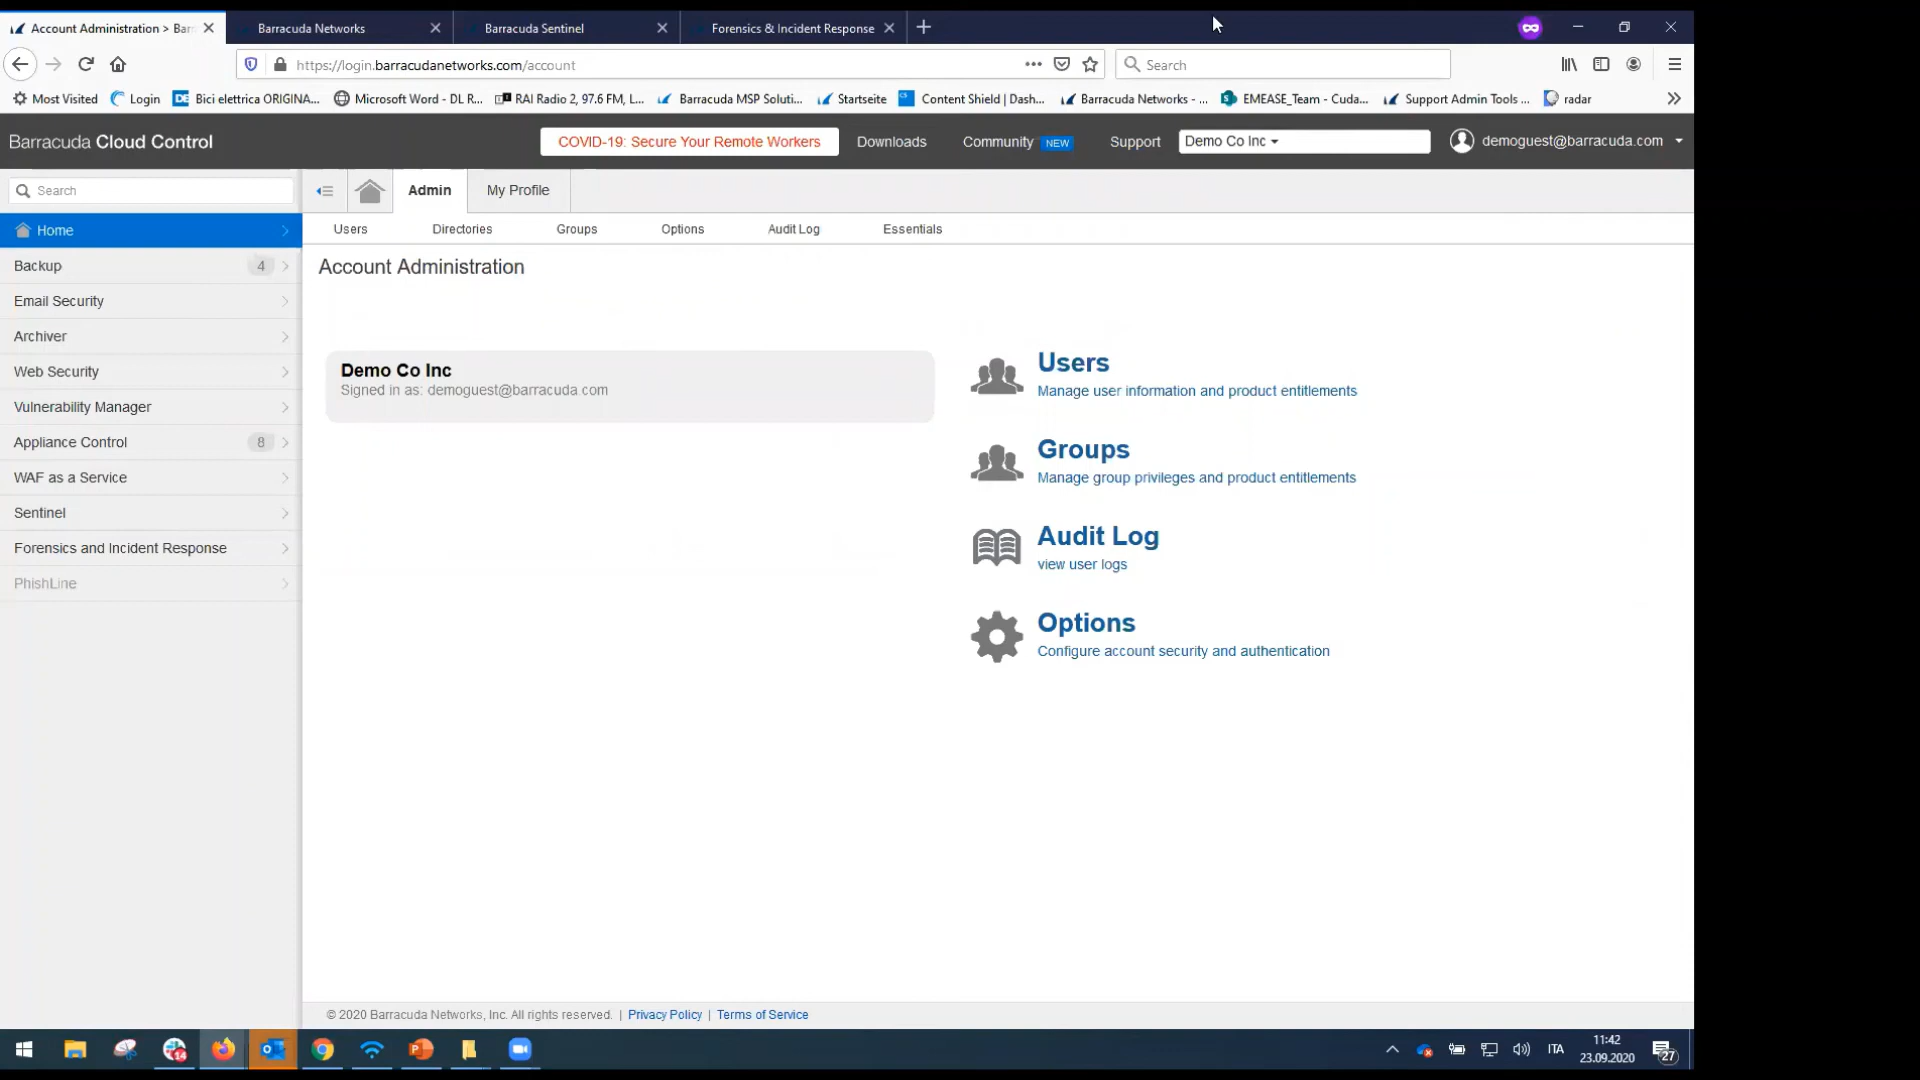 Account Administration > Bar
Barracuda Networks
Barracuda Sentinel
Forensics & Incident Response
https://login.barracudanetworks.com/account
Search
Most Visited
Login
DE Bici elettrica ORIGINA...
Microsoft Word - DL R...
RAI Radio 2, 97.6 FM, L...
Barracuda MSP Soluti...
Startseite
CS Content Shield | Dash...
Barracuda Networks - ...
EMEASE_Team - Cuda...
Support Admin Tools ...
radar
Barracuda Cloud Control
COVID-19: Secure Your Remote Workers
Downloads
Community NEW
Support
Demo Co Inc
demoguest@barracuda.com
Search
Admin
My Profile
Home
Users
Directories
Groups
Options
Audit Log
Essentials
Backup 4
Email Security
Archiver
Web Security
Vulnerability Manager
Appliance Control 8
WAF as a Service
Sentinel
Forensics and Incident Response
PhishLine
Account Administration
Demo Co Inc
Signed in as: demoguest@barracuda.com
Users
Manage user information and product entitlements
Groups
Manage group privileges and product entitlements
Audit Log
view user logs
Options
Configure account security and authentication
© 2020 Barracuda Networks, Inc. All rights reserved. | Privacy Policy | Terms of Service
14
ITA
11:42
23.09.2020
27